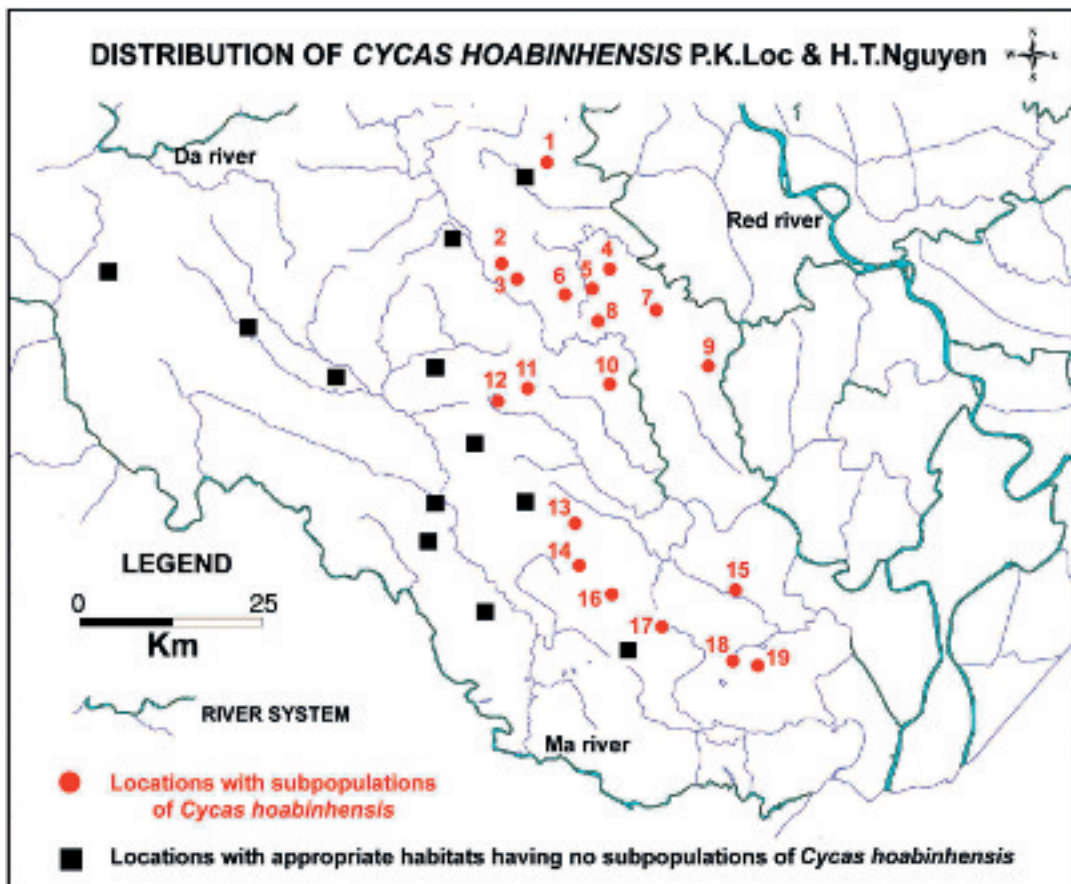 DISTRIBUTION OF CYCAS HOABINHENSIS P.K.Loc & H.T.Nguyen
N
W E
S
Da river
1
Red river
2
3
4
5
6
7
8
9
10
11
12
13
14
15
16
17
18
19
LEGEND
0 25
Km
RIVER SYSTEM
Ma river
Locations with subpopulations
of Cycas hoabinhensis
Locations with appropriate habitats having no subpopulations of Cycas hoabinhensis